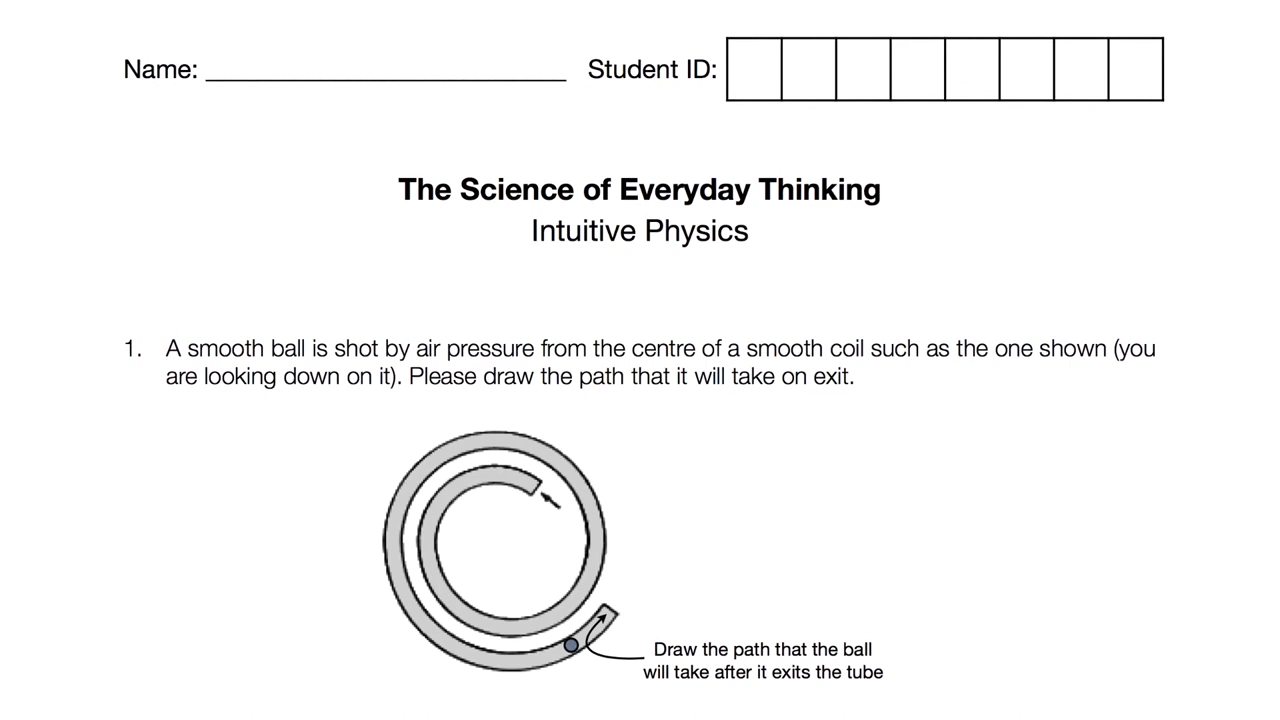 Name: ____________________ Student ID:
The Science of Everyday Thinking
Intuitive Physics
1. A smooth ball is shot by air pressure from the centre of a smooth coil such as the one shown (you
are looking down on it). Please draw the path that it will take on exit.
Draw the path that the ball
will take after it exits the tube